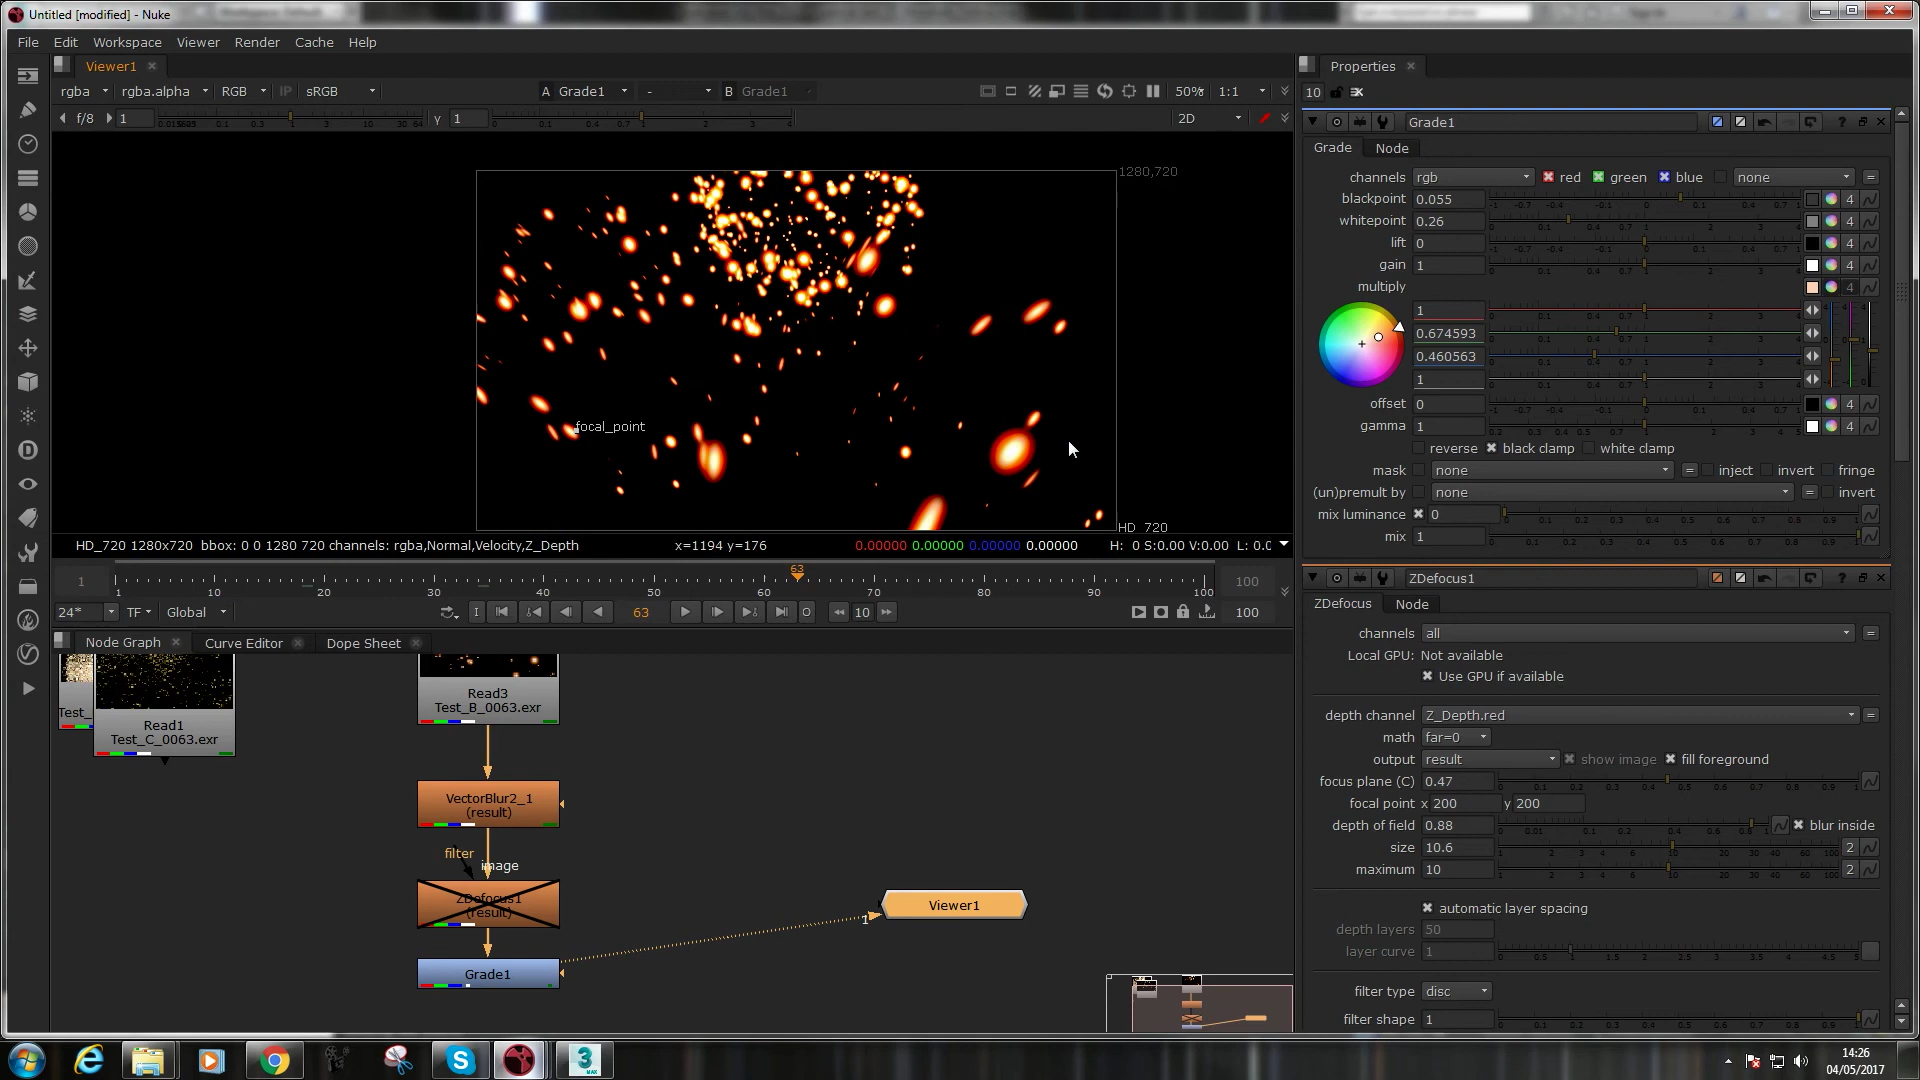 Untitled [modified] - Nuke
File Edit Workspace Viewer Render Cache Help
Viewer1
rgba rgba.alpha RGB IP sRGB A Grade1 - B Grade1 50% 1:1
f/8 1 y 1 2D
1280,720
focal_point
HD_720
HD_720 1280x720 bbox: 0 0 1280 720 channels: rgba,Normal,Velocity,Z_Depth x=1194 y=176 0.00000 0.00000 0.00000 0.00000 H: 0 S:0.00 V:0.00 L: 0.0
63
1 100
1 10 20 30 40 50 60 70 80 90 100
24* TF Global 63 10 100
Node Graph Curve Editor Dope Sheet
Test_
Read1
Test_C_0063.exr
Read3
Test_B_0063.exr
VectorBlur2_1
(result)
filter
image
ZDefocus1
(result)
Grade1
1
Viewer1
Properties
10
Grade1
Grade Node
channels rgb red green blue none =
blackpoint 0.055 4
whitepoint 0.26 4
lift 0 4
gain 1 4
multiply 4
1
0.674593
0.460563
1
offset 0 4
gamma 1 4
reverse black clamp white clamp
mask none = inject invert fringe
(un)premult by none = invert
mix luminance 0
mix 1
ZDefocus1
ZDefocus Node
channels all =
Local GPU: Not available
Use GPU if available
depth channel Z_Depth.red =
math far=0
output result show image fill foreground
focus plane (C) 0.47
focal point x 200 y 200
depth of field 0.88 blur inside
size 10.6 2
maximum 10 2
automatic layer spacing
depth layers 50
layer curve 1
filter type disc
filter shape 1
14:26
04/05/2017